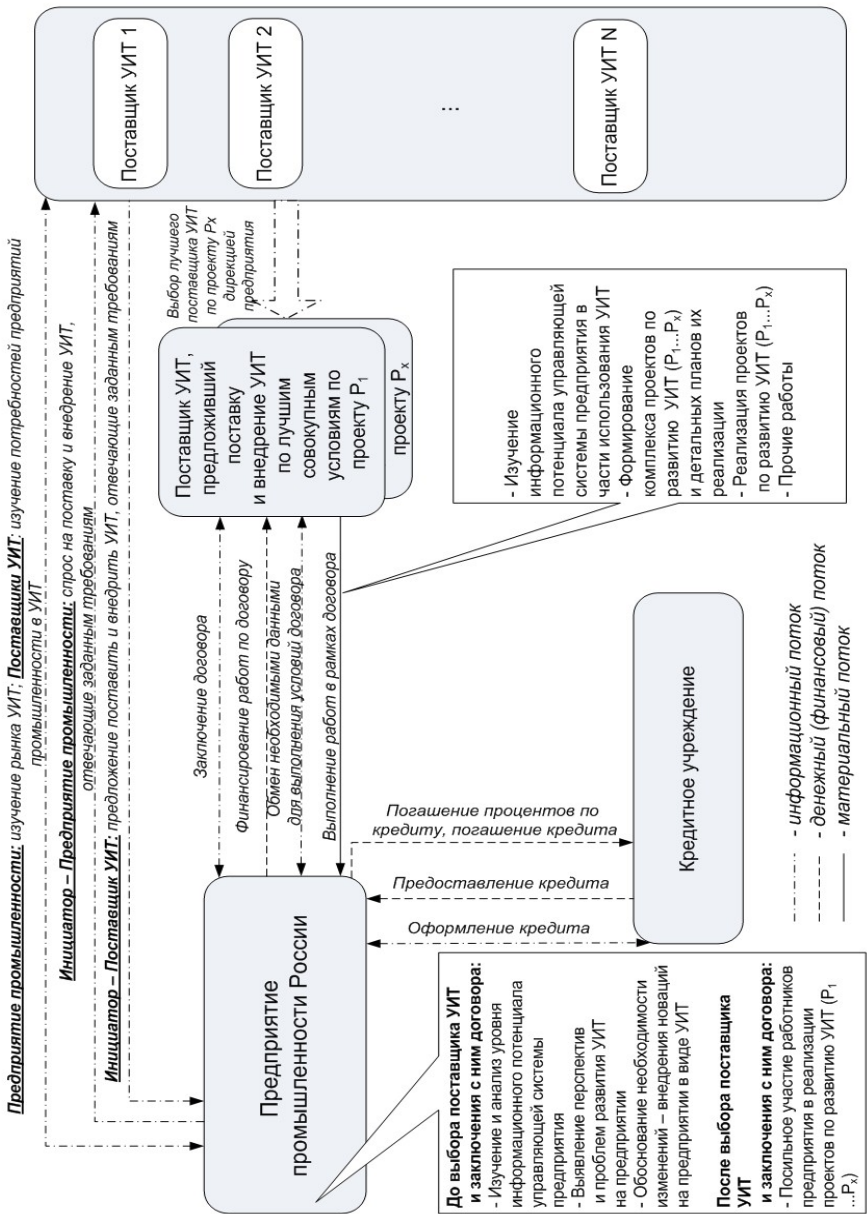 Предприятие промышленности: изучение рынка УИТ; Поставщики УИТ: изучение потребностей предприятий
промышленности в УИТ
Инициатор – Предприятие промышленности: спрос на поставку и внедрение УИТ,
отвечающие заданным требованиям
Инициатор – Поставщик УИТ: предложение поставить и внедрить УИТ, отвечающие заданным требованиям
Поставщик УИТ 1
Поставщик УИТ 2
...
Поставщик УИТ N
Выбор лучшего
поставщика УИТ
по проекту Px
дирекцией
предприятия
Поставщик УИТ,
предложивший
поставку
и внедрение УИТ
по лучшим
совокупным
условиям по
проекту P1
проекту Px
Заключение договора
Финансирование работ по договору
Обмен необходимыми данными
для выполнения условий договора
Выполнение работ в рамках договора
Предприятие
промышленности России
- Изучение
информационного
потенциала управляющей
системы предприятия в
части использования УИТ
- Формирование
комплекса проектов по
развитию УИТ (P1...Px)
и детальных планов их
реализации
- Реализация проектов
по развитию УИТ (P1...Px)
- Прочие работы
Погашение процентов по
кредиту, погашение кредита
Предоставление кредита
Оформление кредита
Кредитное учреждение
До выбора поставщика УИТ
и заключения с ним договора:
- Изучение и анализ уровня
информационного потенциала
управляющей системы
предприятия
- Выявление перспектив
и проблем развития УИТ
на предприятии
- Обоснование необходимости
изменений – внедрения новаций
на предприятии в виде УИТ
После выбора поставщика
УИТ
и заключения с ним договора:
- Посильное участие работников
предприятия в реализации
проектов по развитию УИТ (P1
...Px)
- информационный поток
- денежный (финансовый) поток
- материальный поток